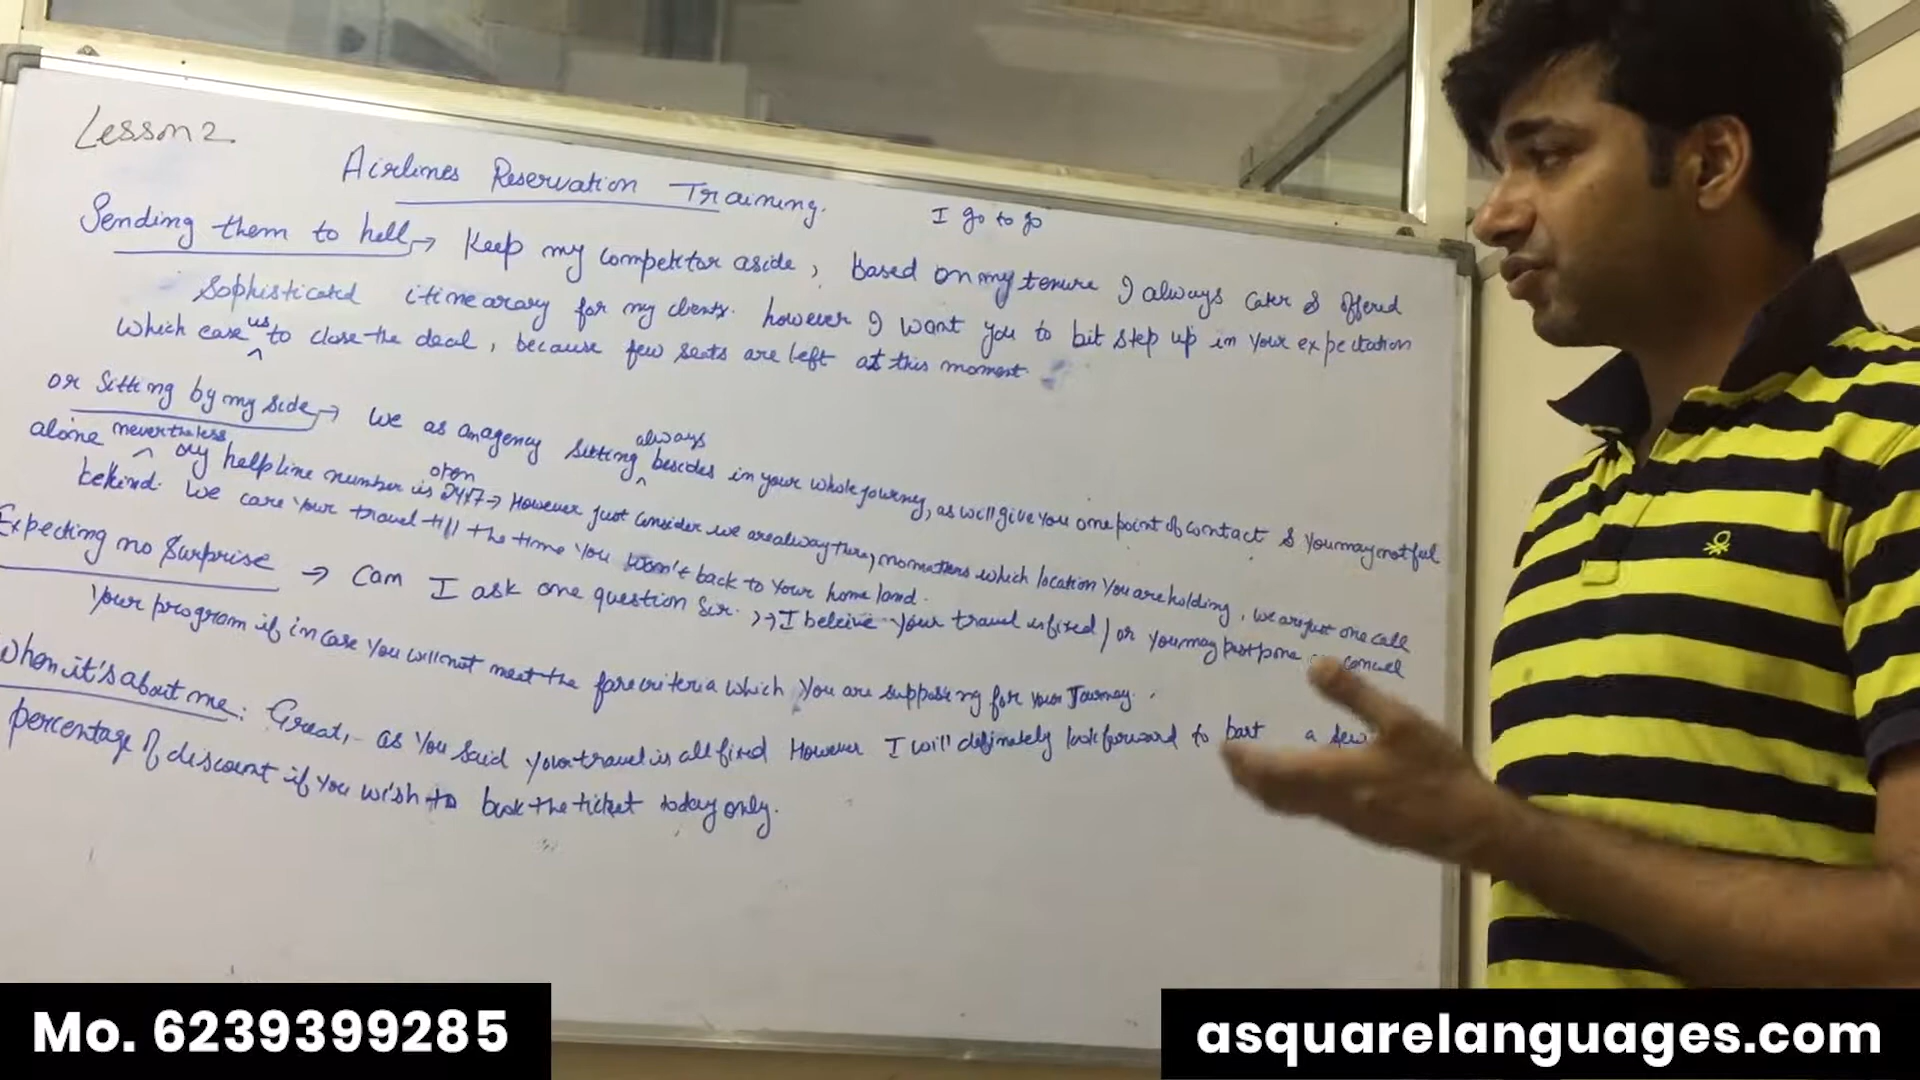 Lesson 2
Airlines Reservation Training.
I go to go
Sending them to hell → Keep my competitor aside, based on my tenure I always cater & offered
Sophisticated itinearary for my clients. however I want you to bit step up in your expectation
which ease us to close the deal, because few seats are left at this moment
or Sitting by my side → We as an agency sitting always besides in your whole journey, as we'll give you one point of contact & you may not ful
alone nevertheless my helpline number is open 24x7 → However just consider we are alway there, no matters which location you are holding, we are just one call
behind. We care your travel till the time you won't back to your home land.
Expecting no Surprise → Can I ask one question Sir. → I beleive your travel is fixed / or you may postpone cancel
your program if in case you will not meet the fare criteria which you are supposing for your Journey.
When it's about me: Great, as you said your travel is all fixed However I will definately look forward to a few
percentage of discount if you wish to book the ticket today only.
Mo. 6239399285
asquarelanguages.com